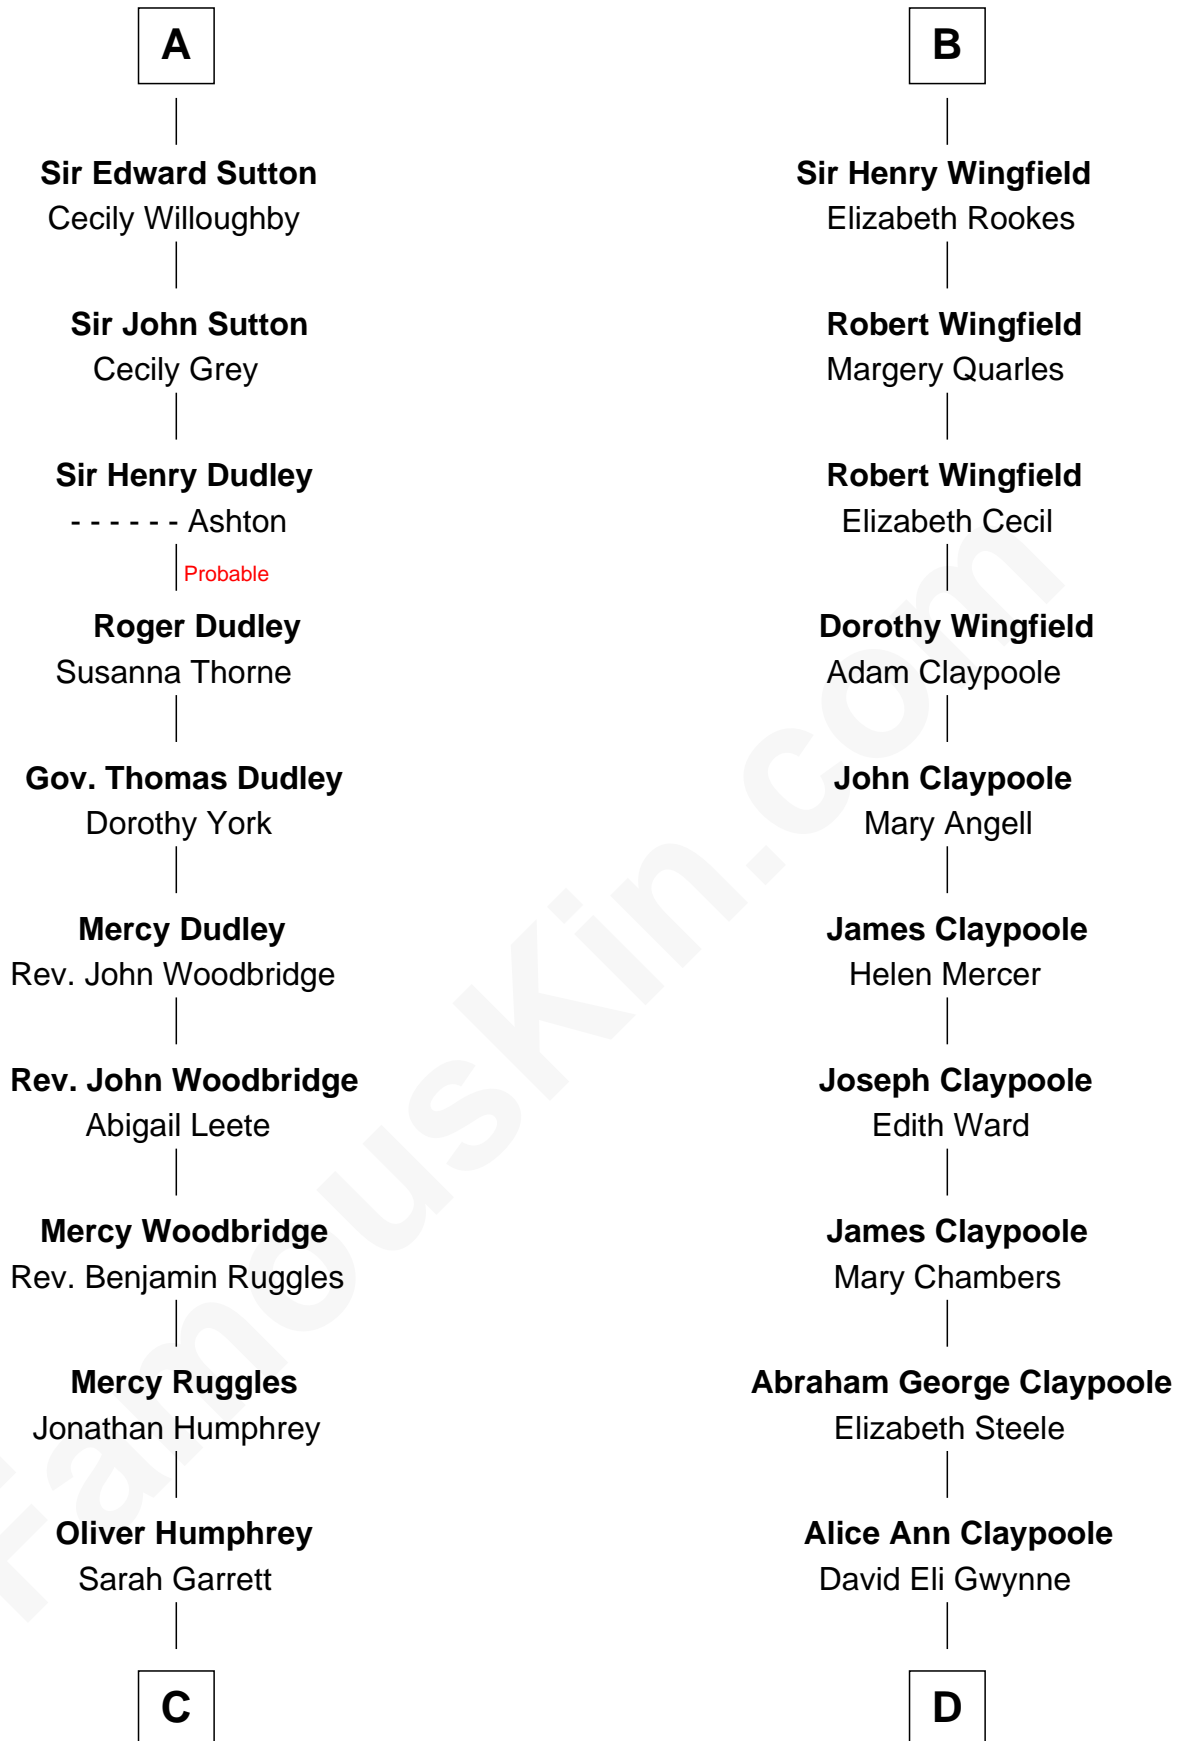 A
Sir Edward Sutton
Cecily Willoughby
Sir John Sutton
Cecily Grey
Sir Henry Dudley
- - - - - - Ashton
Probable
Roger Dudley
Susanna Thorne
Gov. Thomas Dudley
Dorothy York
Mercy Dudley
Rev. John Woodbridge
Rev. John Woodbridge
Abigail Leete
Mercy Woodbridge
Rev. Benjamin Ruggles
Mercy Ruggles
Jonathan Humphrey
Oliver Humphrey
Sarah Garrett
C
B
Sir Henry Wingfield
Elizabeth Rookes
Robert Wingfield
Margery Quarles
Robert Wingfield
Elizabeth Cecil
Dorothy Wingfield
Adam Claypoole
John Claypoole
Mary Angell
James Claypoole
Helen Mercer
Joseph Claypoole
Edith Ward
James Claypoole
Mary Chambers
Abraham George Claypoole
Elizabeth Steele
Alice Ann Claypoole
David Eli Gwynne
D
FamousKin.com